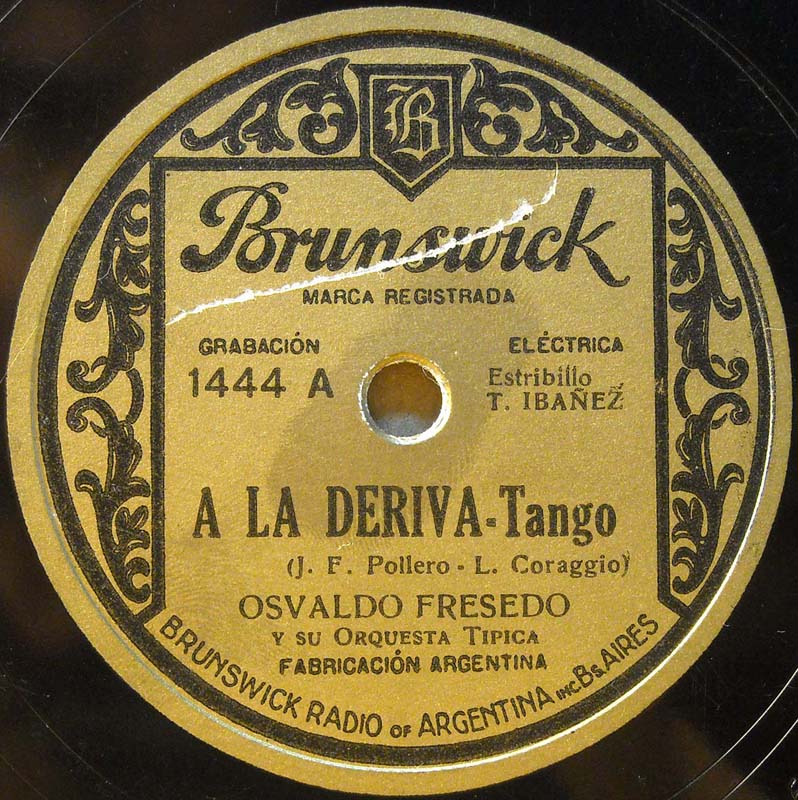 B
Brunswick
MARCA REGISTRADA
GRABACIÓN ELÉCTRICA
1444 A
Estribillo
T. IBAÑEZ
A LA DERIVA-Tango
(J. F. Pollero - L. Coraggio)
OSVALDO FRESEDO
Y SU ORQUESTA TIPICA
FABRICACIÓN ARGENTINA
BRUNSWICK RADIO OF ARGENTINA INC. Bs. AIRES